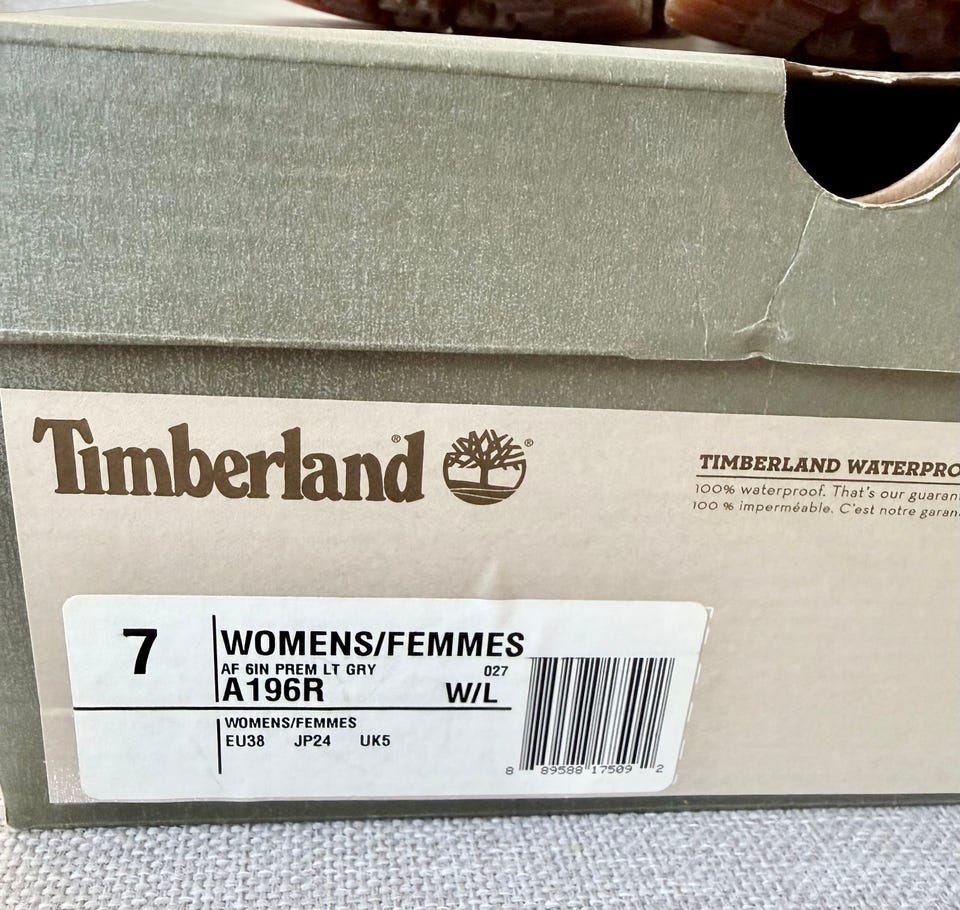 Timberland®
®
TIMBERLAND WATERPRO
100% waterproof. That's our guaran
100 % imperméable. C'est notre garan
7
WOMENS/FEMMES
AF 6IN PREM LT GRY 027
A196R W/L
WOMENS/FEMMES
EU38 JP24 UK5
8 89588 17509 2